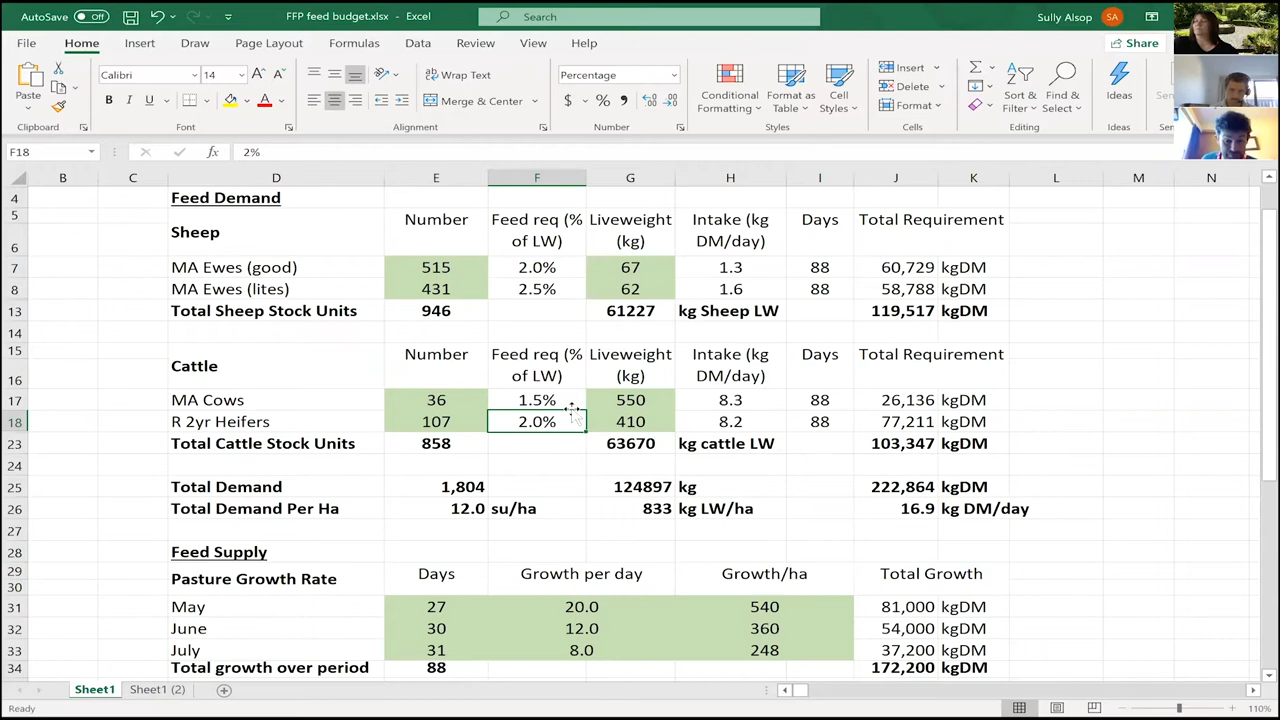 AutoSave Off FFP feed budget.xlsx - Excel Search Sully Alsop SA
File Home Insert Draw Page Layout Formulas Data Review View Help Share
Paste Calibri 14 A A Wrap Text Percentage Conditional Formatting Format as Table Cell Styles Insert Delete Format Sort & Filter Find & Select Ideas
B I U A Merge & Center $ % ,
Clipboard Font Alignment Number Styles Cells Editing Ideas
F18 fx 2%
B C D E F G H I J K L M N
4 Feed Demand
5 Number Feed req (% of LW) Liveweight (kg) Intake (kg DM/day) Days Total Requirement
6 Sheep
7 MA Ewes (good) 515 2.0% 67 1.3 88 60,729 kgDM
8 MA Ewes (lites) 431 2.5% 62 1.6 88 58,788 kgDM
13 Total Sheep Stock Units 946 61227 kg Sheep LW 119,517 kgDM
14
15 Number Feed req (% of LW) Liveweight (kg) Intake (kg DM/day) Days Total Requirement
16 Cattle
17 MA Cows 36 1.5% 550 8.3 88 26,136 kgDM
18 R 2yr Heifers 107 2.0% 410 8.2 88 77,211 kgDM
23 Total Cattle Stock Units 858 63670 kg cattle LW 103,347 kgDM
24
25 Total Demand 1,804 124897 kg 222,864 kgDM
26 Total Demand Per Ha 12.0 su/ha 833 kg LW/ha 16.9 kg DM/day
27
28 Feed Supply
29 Days Growth per day Growth/ha Total Growth
30 Pasture Growth Rate
31 May 27 20.0 540 81,000 kgDM
32 June 30 12.0 360 54,000 kgDM
33 July 31 8.0 248 37,200 kgDM
34 Total growth over period 88 172,200 kgDM
Sheet1 Sheet1 (2)
Ready 110%